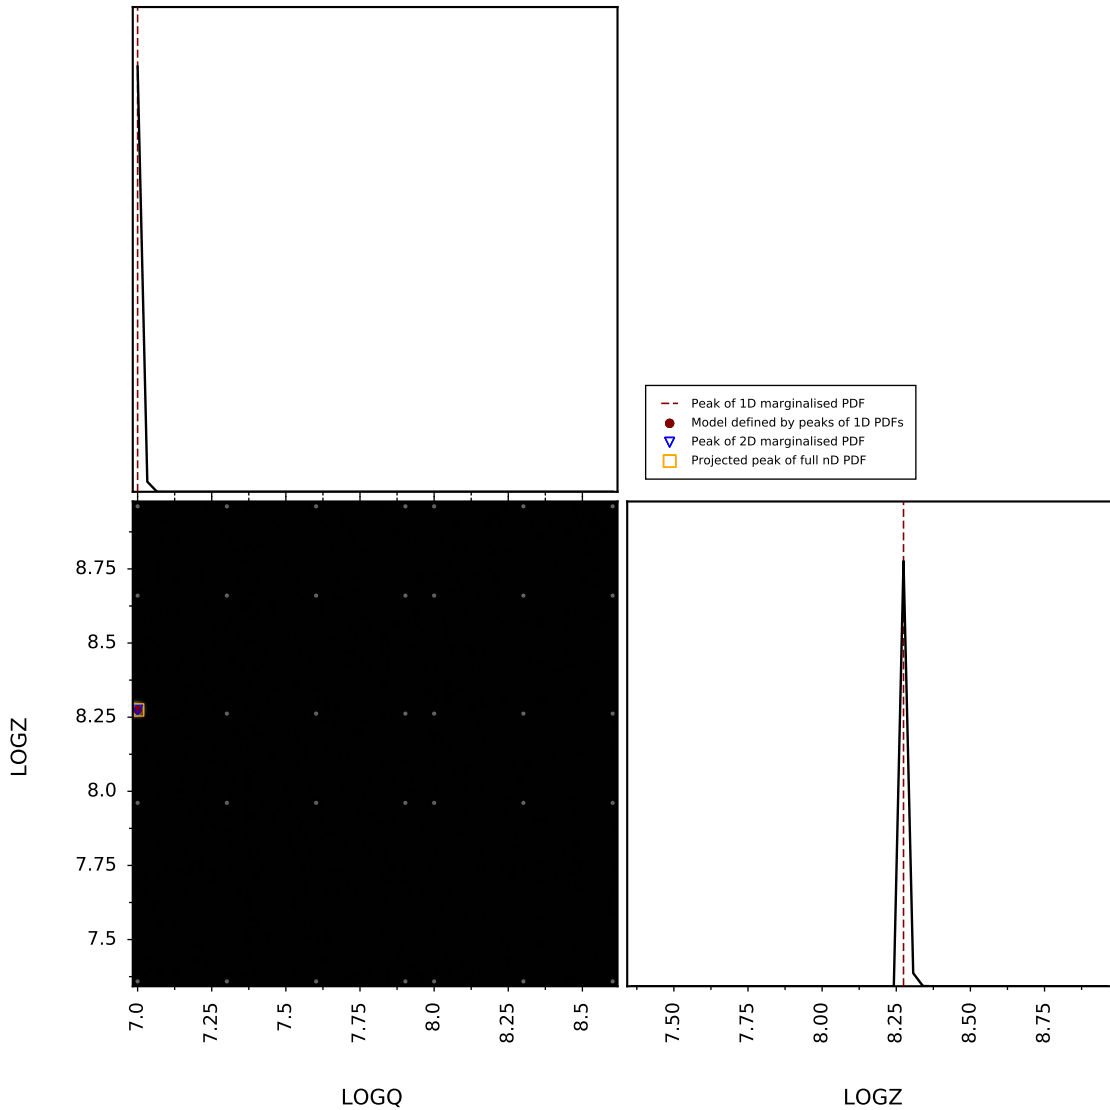 Peak of 1D marginalised PDF
Model defined by peaks of 1D PDFs
Peak of 2D marginalised PDF
Projected peak of full nD PDF
8.75
8.5
8.25
8.0
7.75
7.5
LOGZ
7.0
7.25
7.5
7.75
8.0
8.25
8.5
LOGQ
7.50
7.75
8.00
8.25
8.50
8.75
LOGZ